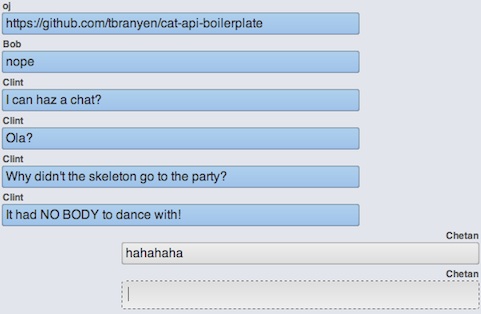 oj
https://github.com/tbranyen/cat-api-boilerplate
Bob
nope
Clint
I can haz a chat?
Clint
Ola?
Clint
Why didn't the skeleton go to the party?
Clint
It had NO BODY to dance with!
Chetan
hahahaha
Chetan